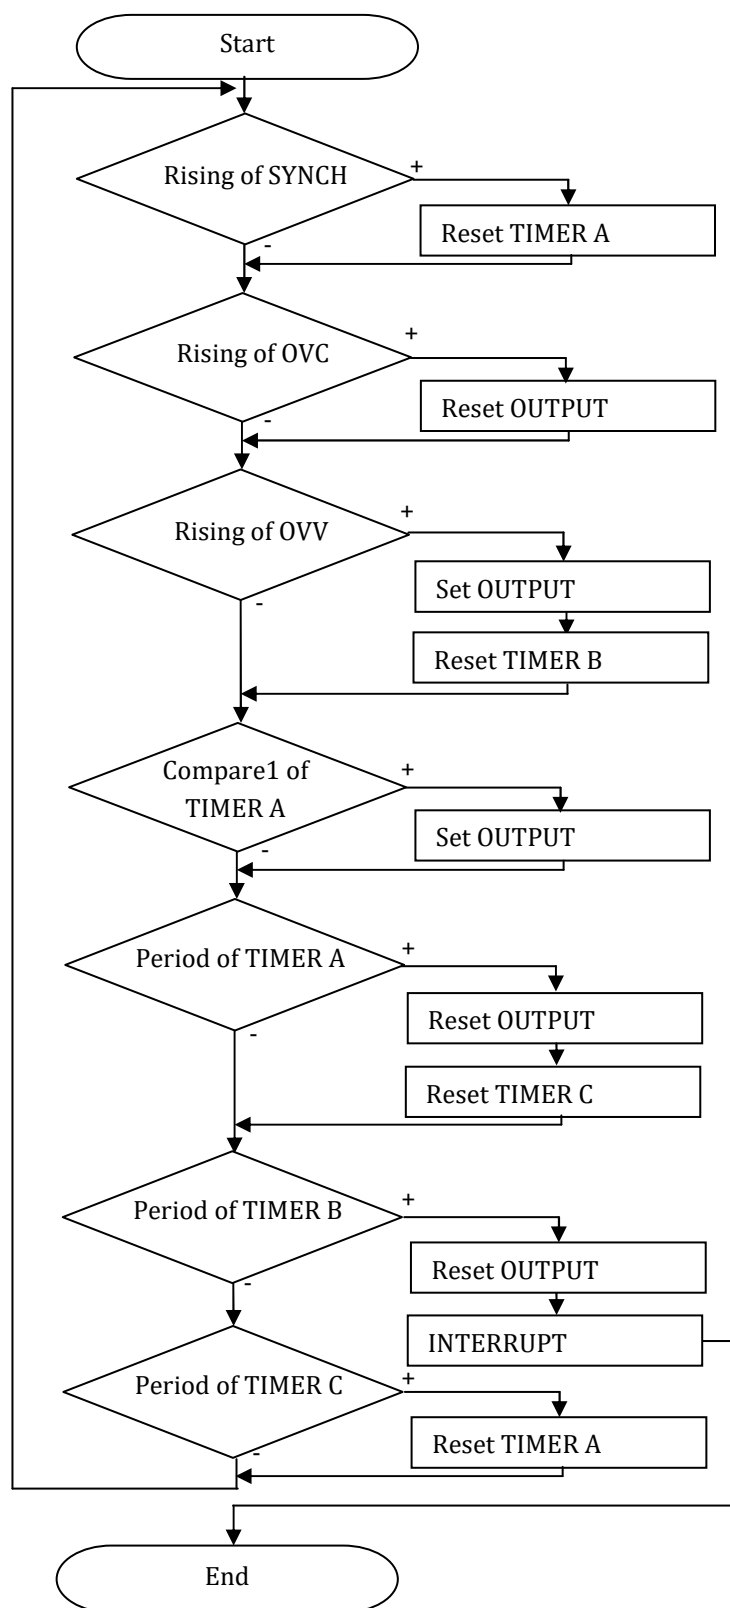 Start
Rising of SYNCH
+
Reset TIMER A
-
Rising of OVC
+
Reset OUTPUT
-
Rising of OVV
+
Set OUTPUT
-
Reset TIMER B
Compare1 of
TIMER A
+
Set OUTPUT
-
Period of TIMER A
+
Reset OUTPUT
-
Reset TIMER C
Period of TIMER B
+
Reset OUTPUT
-
INTERRUPT
Period of TIMER C
+
Reset TIMER A
-
End